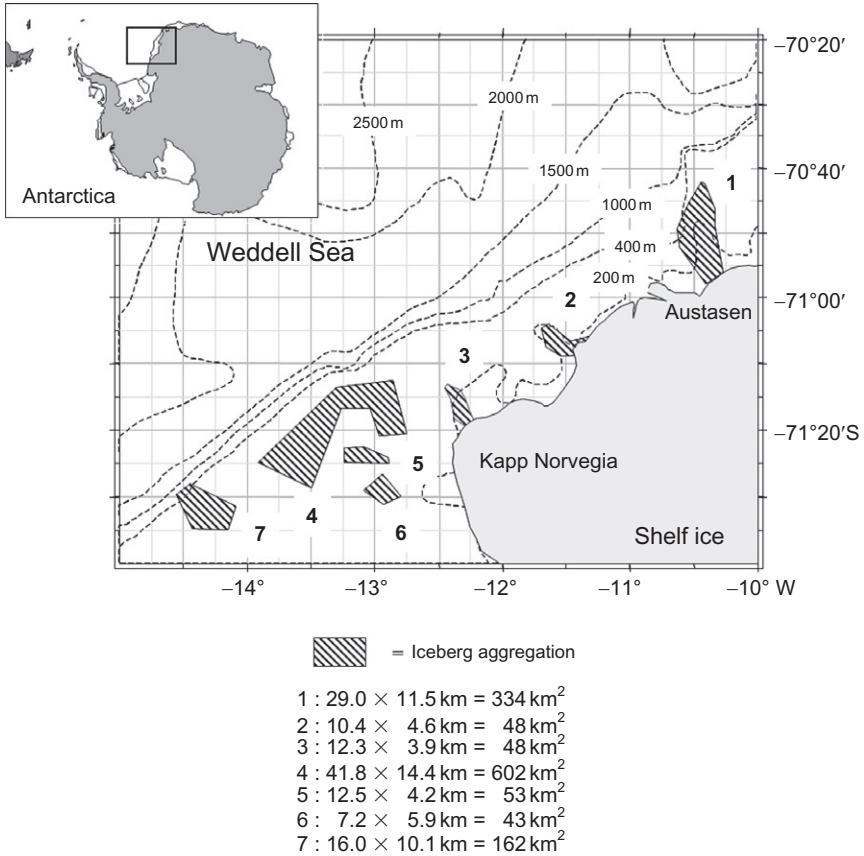 Antarctica
Weddell Sea
2500 m
2000 m
1500 m
1000 m
400 m
200 m
1
2
3
4
5
6
7
Austasen
Kapp Norvegia
Shelf ice
–70°20′
–70°40′
–71°00′
–71°20′S
–14°
–13°
–12°
–11°
–10° W
= Iceberg aggregation
1 : 29.0 × 11.5 km = 334 km²
2 : 10.4 × 4.6 km = 48 km²
3 : 12.3 × 3.9 km = 48 km²
4 : 41.8 × 14.4 km = 602 km²
5 : 12.5 × 4.2 km = 53 km²
6 : 7.2 × 5.9 km = 43 km²
7 : 16.0 × 10.1 km = 162 km²